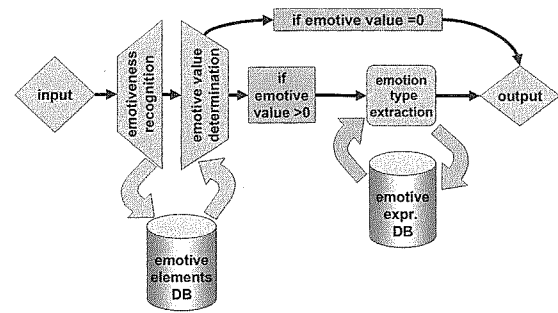 if emotive value =0
input
emotiveness
recognition
emotive value
determination
if
emotive
value >0
emotion
type
extraction
output
emotive
elements
DB
emotive
expr.
DB